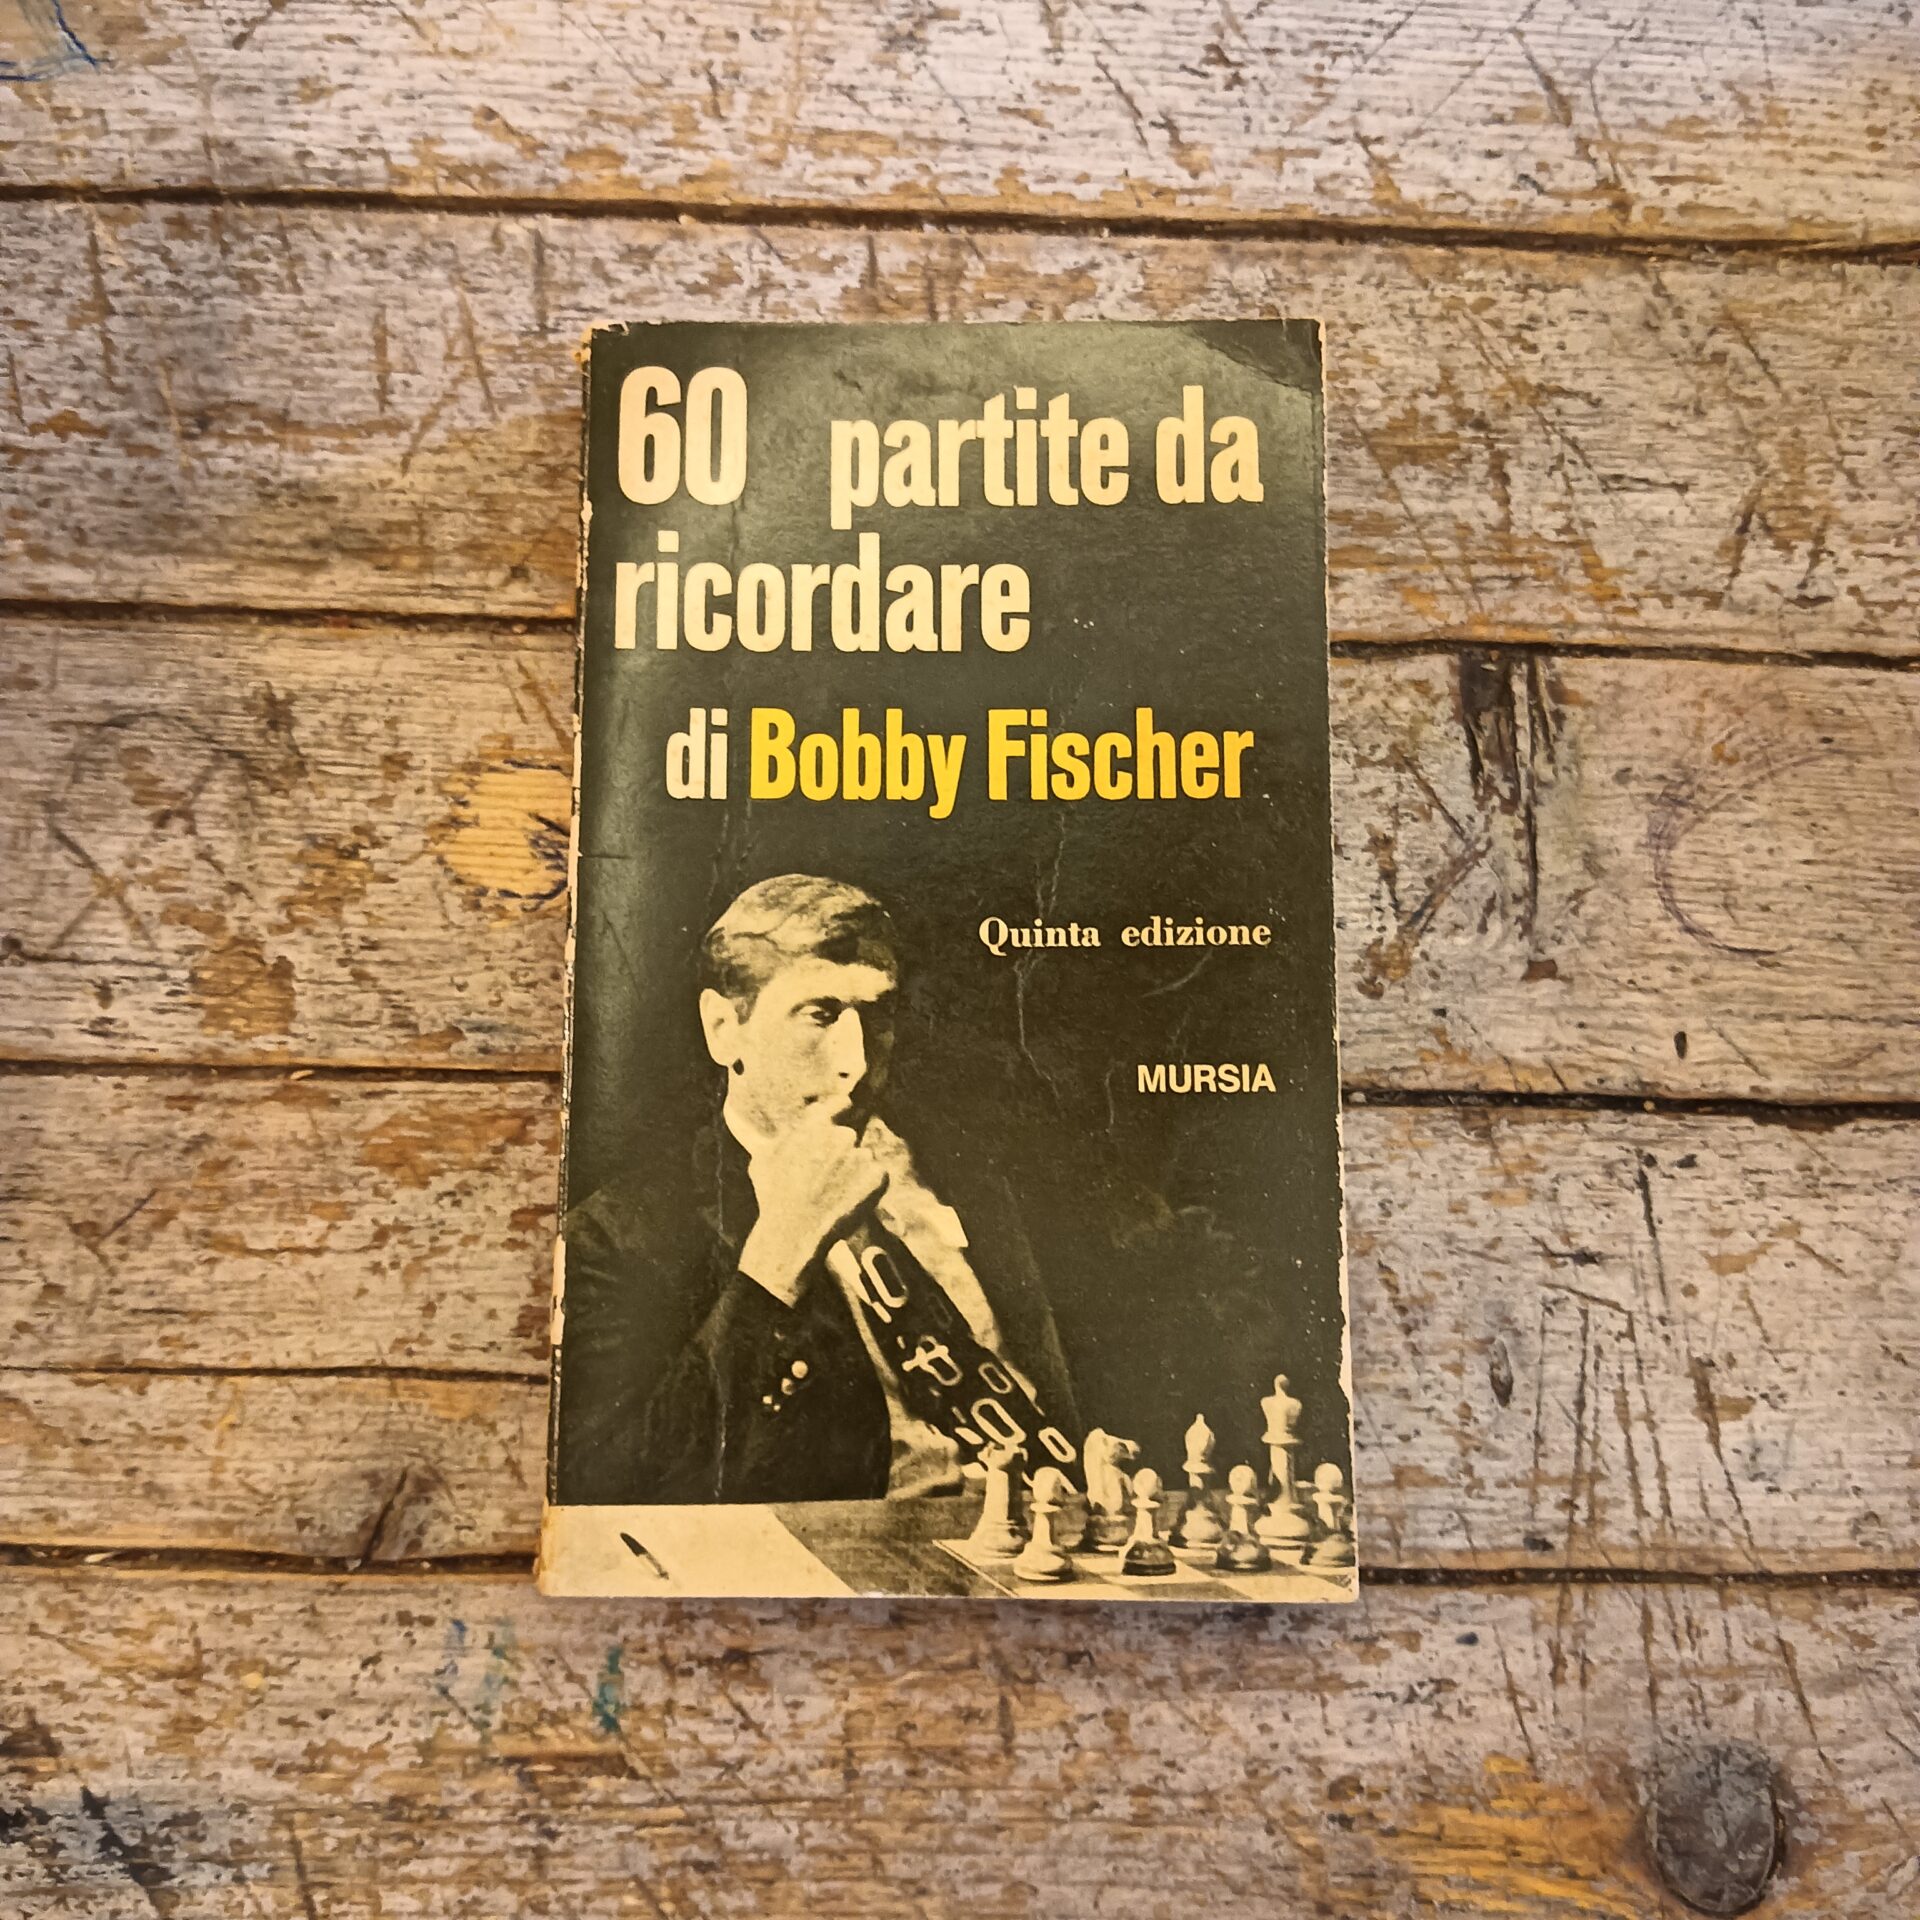 60 partite da
ricordare
di Bobby Fischer
Quinta edizione
MURSIA